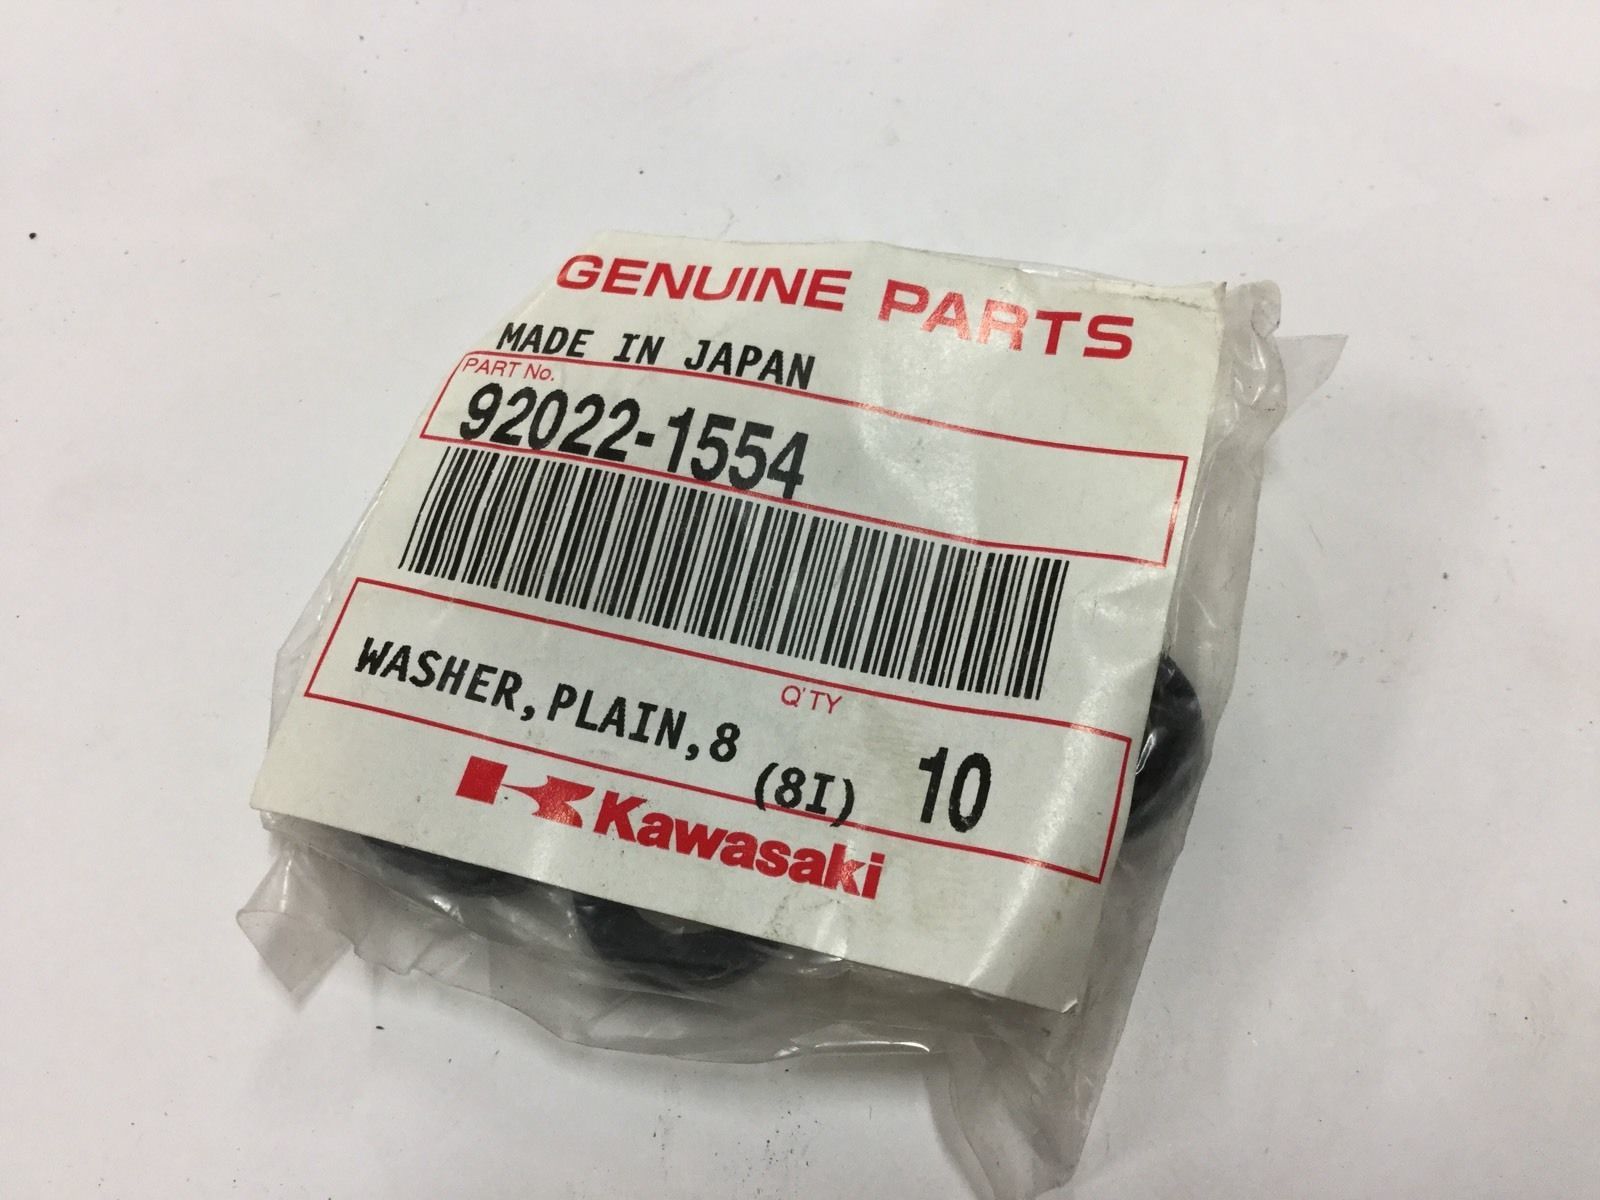 GENUINE PARTS
MADE IN JAPAN
PART No.
92022-1554
Q'TY
WASHER,PLAIN,8
(8I) 10
Kawasaki